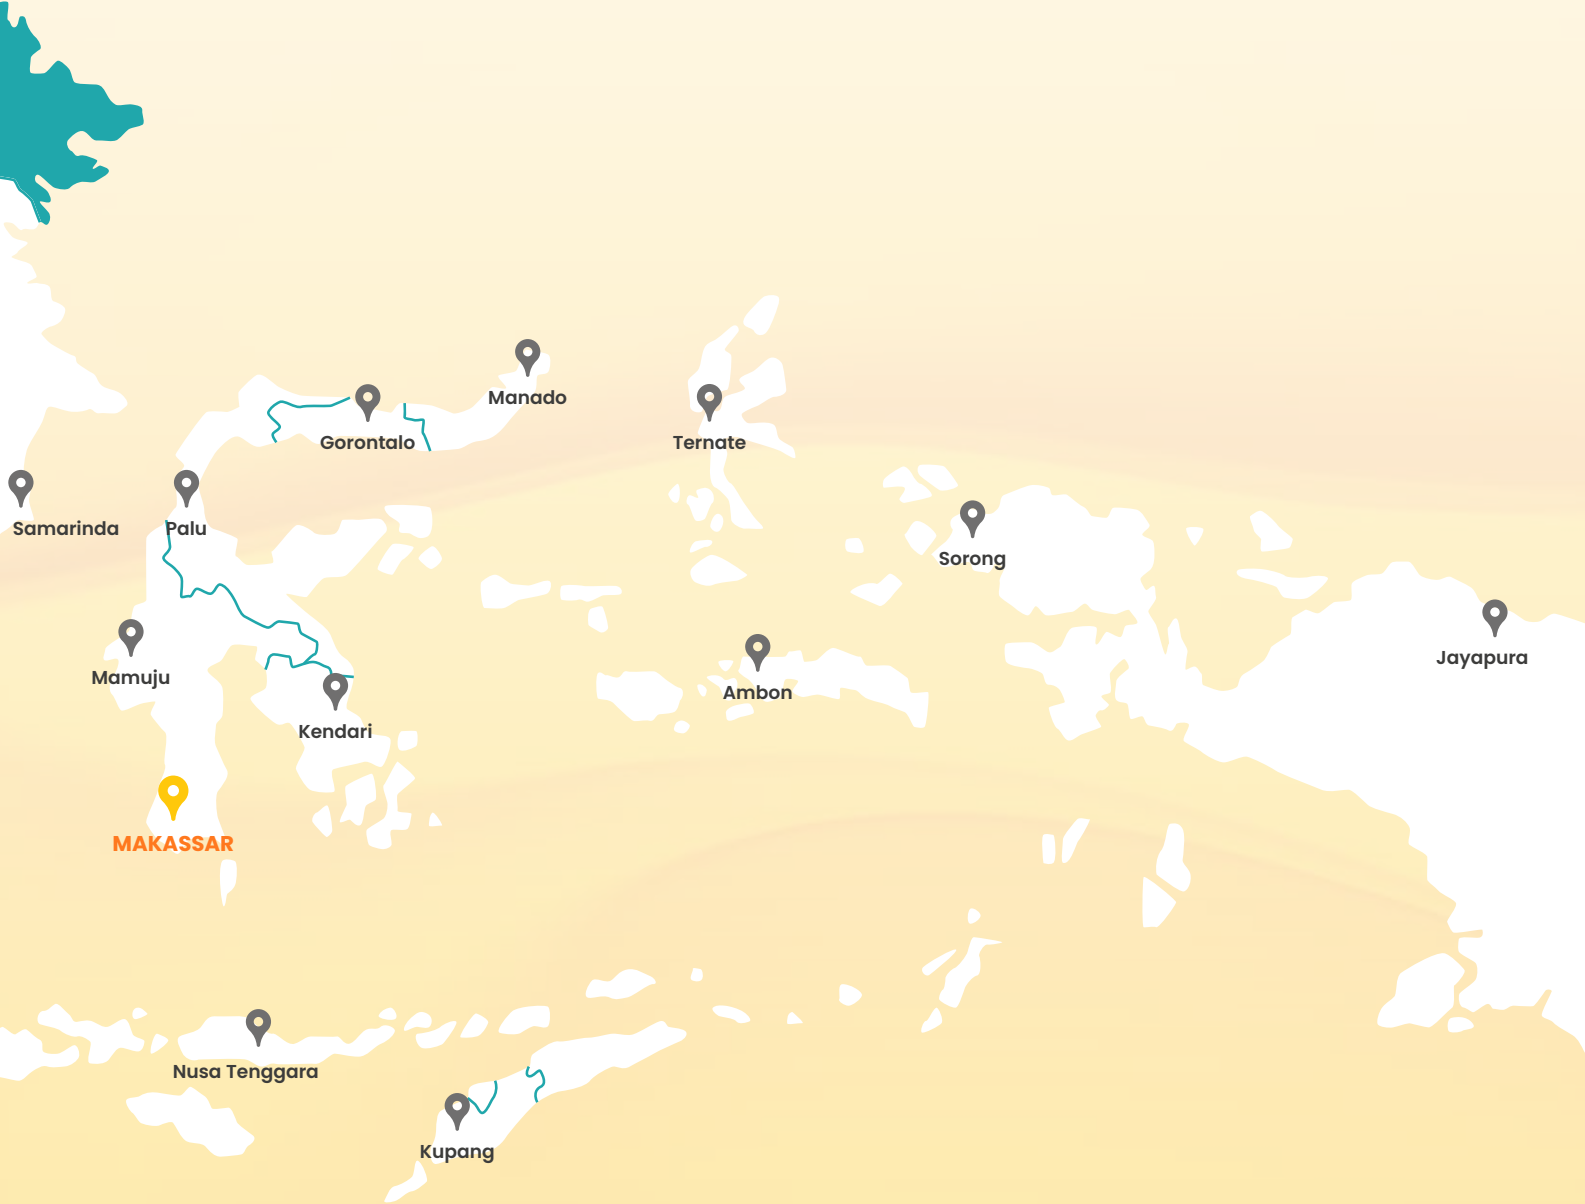 Manado
Gorontalo
Ternate
Samarinda
Palu
Sorong
Jayapura
Mamuju
Ambon
Kendari
MAKASSAR
Nusa Tenggara
Kupang